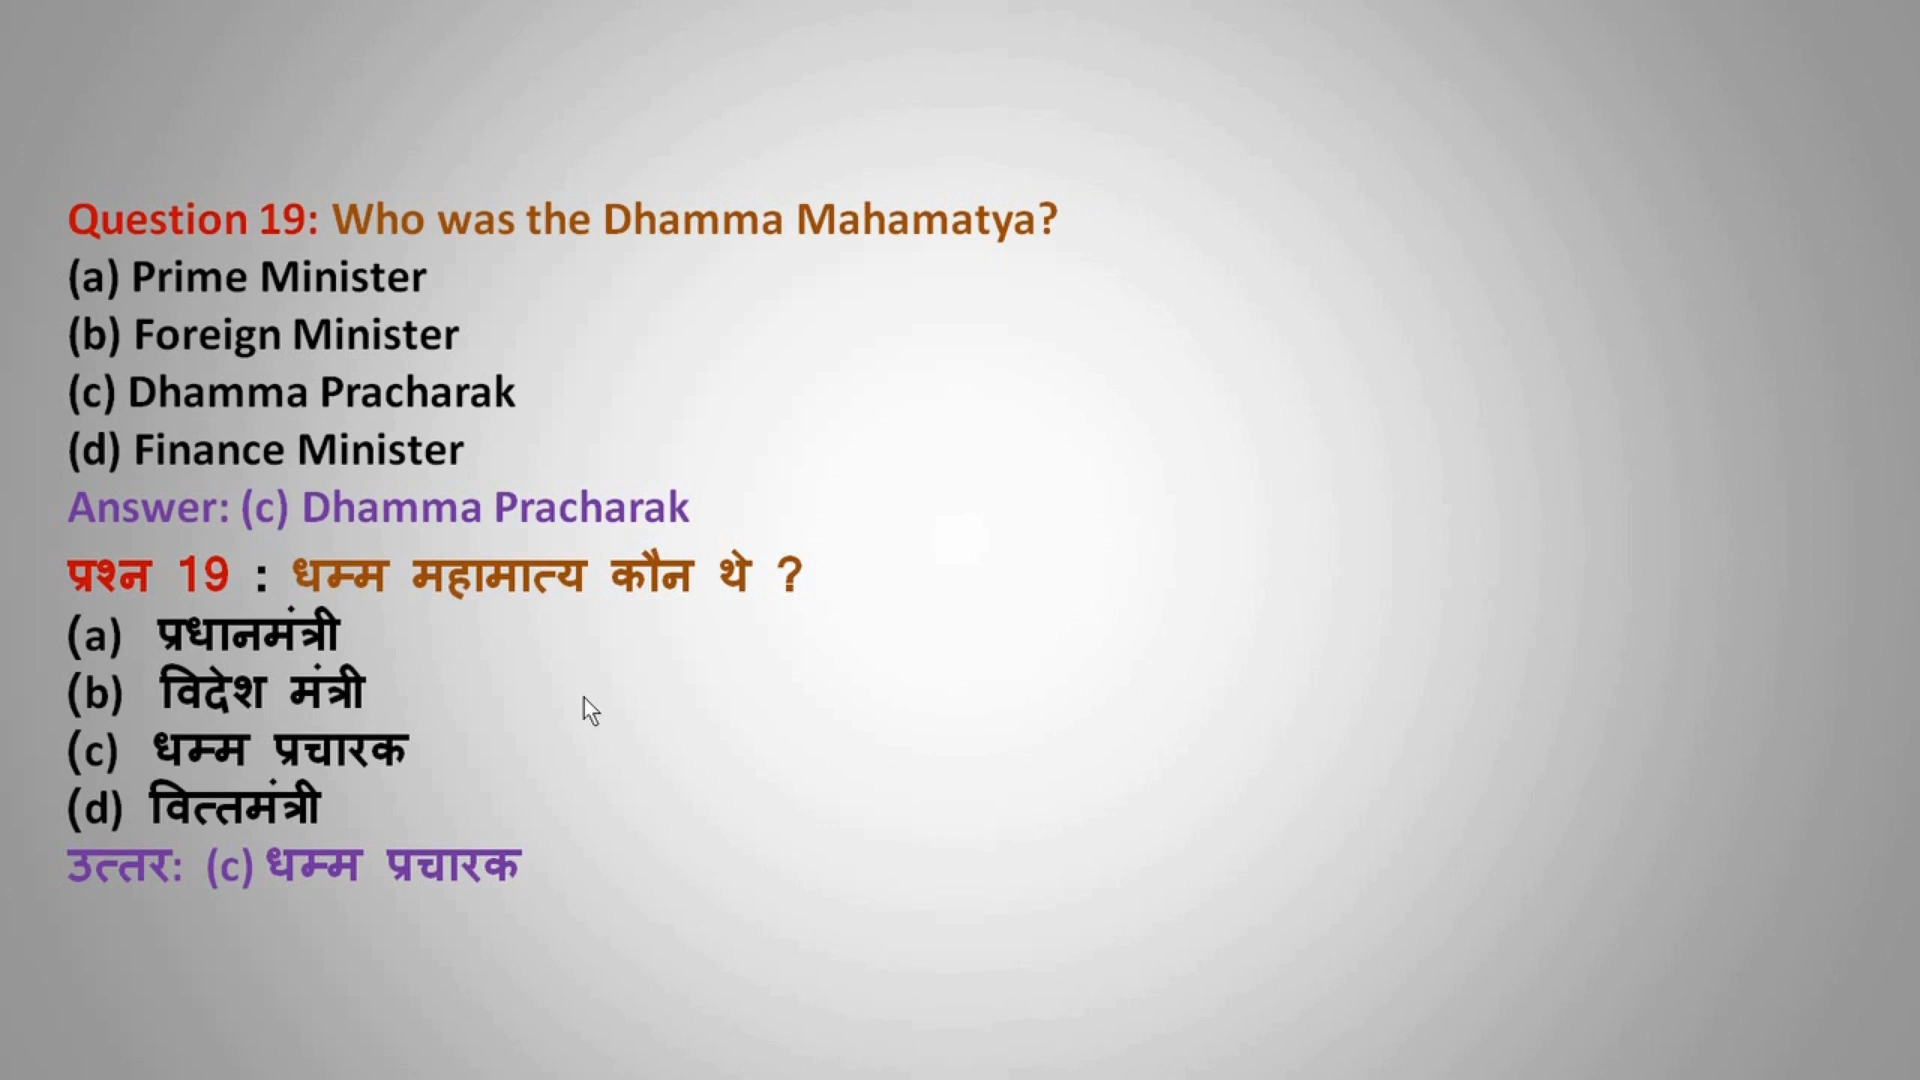 Question 19: Who was the Dhamma Mahamatya?
(a) Prime Minister
(b) Foreign Minister
(c) Dhamma Pracharak
(d) Finance Minister
Answer: (c) Dhamma Pracharak
प्रश्न 19 : धम्म महामात्य कौन थे ?
(a) प्रधानमंत्री
(b) विदेश मंत्री
(c) धम्म प्रचारक
(d) वित्तमंत्री
उत्तर: (c) धम्म प्रचारक